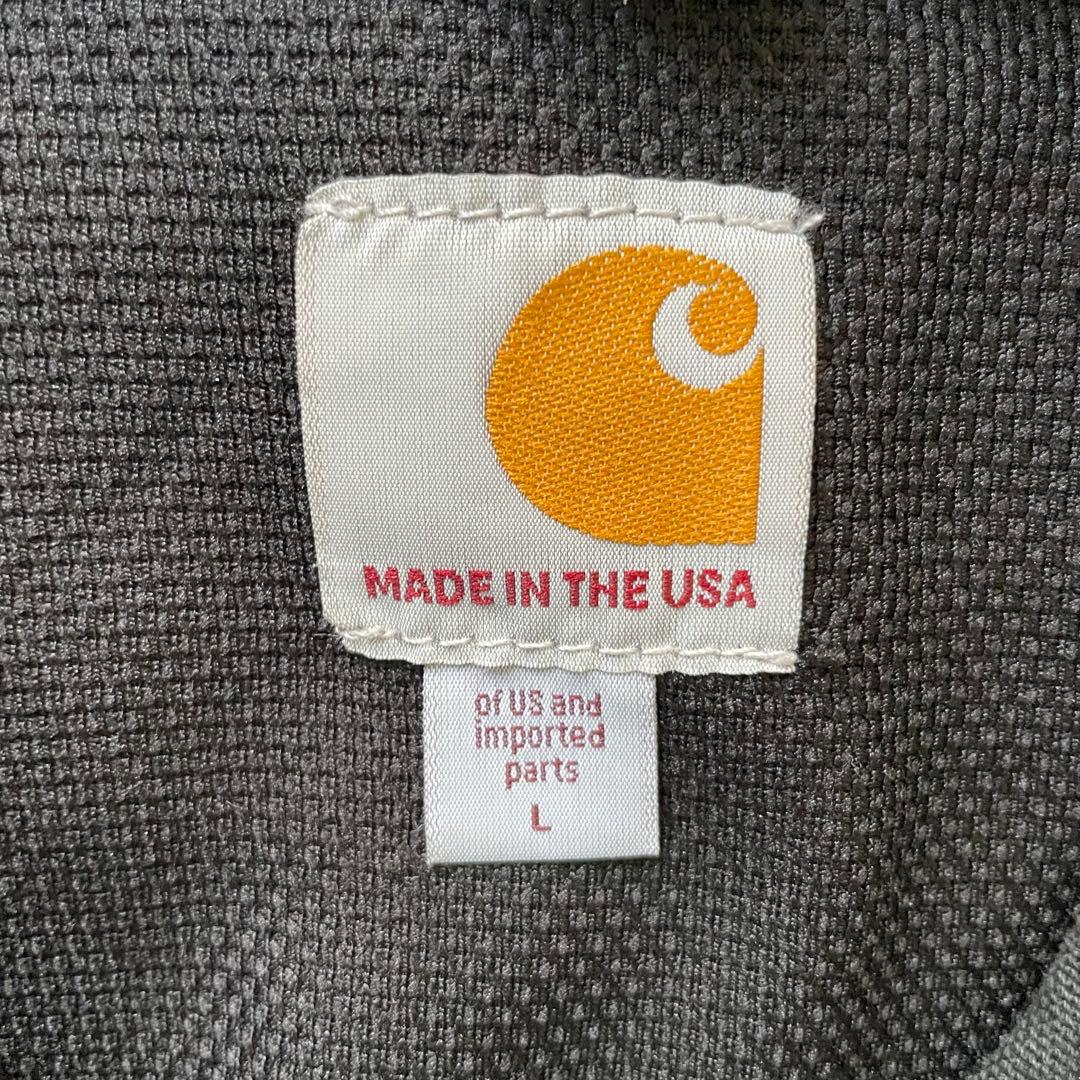 MADE IN THE USA
of US and
imported
parts
L